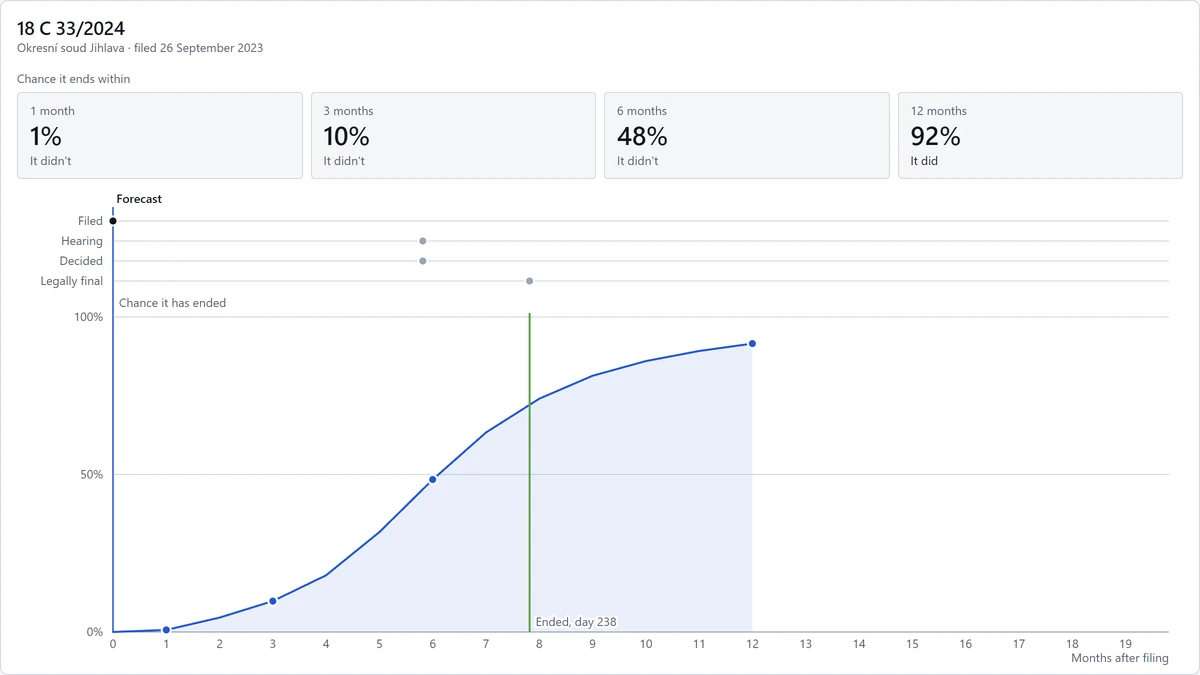 18 C 33/2024
Okresní soud Jihlava · filed 26 September 2023
Chance it ends within
1 month
1%
It didn't
3 months
10%
It didn't
6 months
48%
It didn't
12 months
92%
It did
Forecast
Filed
Hearing
Decided
Legally final
Chance it has ended
100%
50%
0%
Ended, day 238
0 1 2 3 4 5 6 7 8 9 10 11 12 13 14 15 16 17 18 19
Months after filing